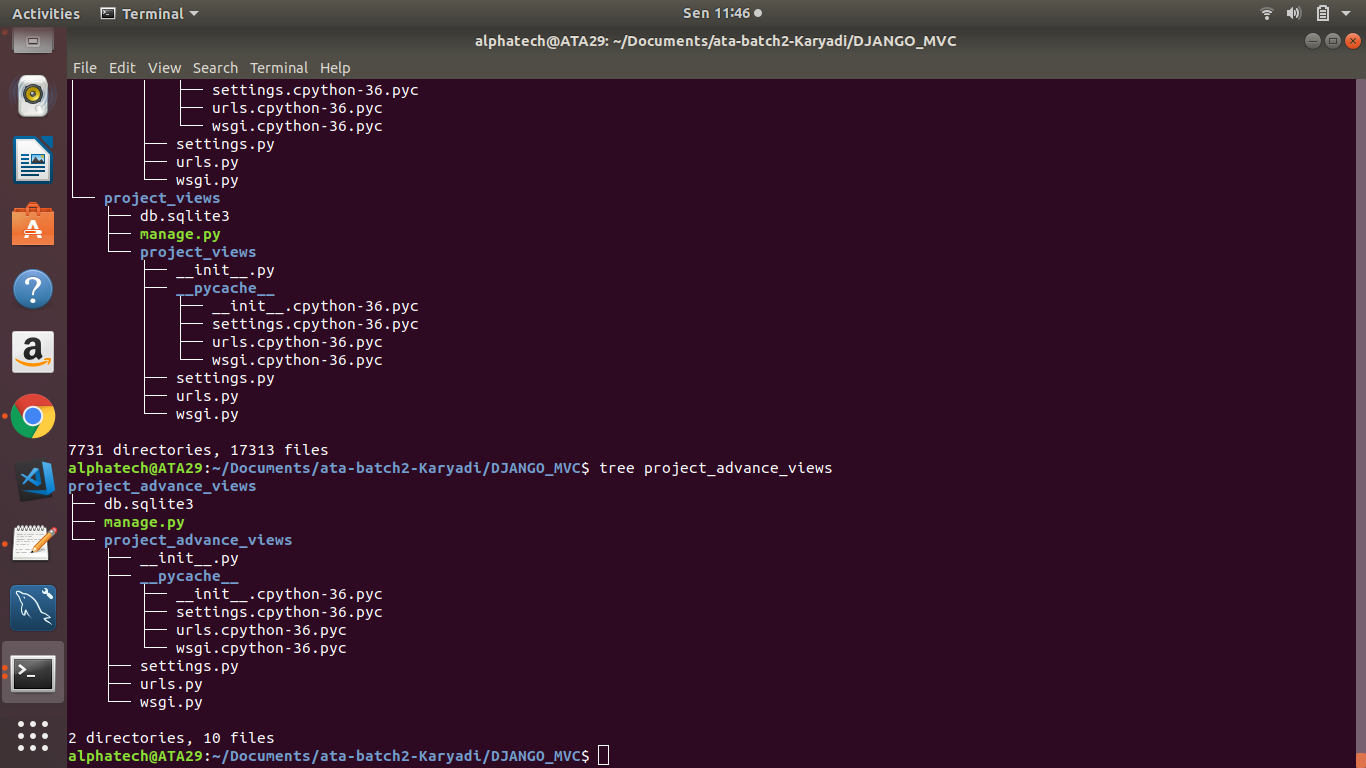 Activities Terminal Sen 11:46
alphatech@ATA29: ~/Documents/ata-batch2-Karyadi/DJANGO_MVC
File Edit View Search Terminal Help
│       │   ├── settings.cpython-36.pyc
│       │   ├── urls.cpython-36.pyc
│       │   └── wsgi.cpython-36.pyc
│       ├── settings.py
│       ├── urls.py
│       └── wsgi.py
└── project_views
    ├── db.sqlite3
    ├── manage.py
    └── project_views
        ├── __init__.py
        ├── __pycache__
        │   ├── __init__.cpython-36.pyc
        │   ├── settings.cpython-36.pyc
        │   ├── urls.cpython-36.pyc
        │   └── wsgi.cpython-36.pyc
        ├── settings.py
        ├── urls.py
        └── wsgi.py
7731 directories, 17313 files
alphatech@ATA29:~/Documents/ata-batch2-Karyadi/DJANGO_MVC$ tree project_advance_views
project_advance_views
├── db.sqlite3
├── manage.py
└── project_advance_views
    ├── __init__.py
    ├── __pycache__
    │   ├── __init__.cpython-36.pyc
    │   ├── settings.cpython-36.pyc
    │   ├── urls.cpython-36.pyc
    │   └── wsgi.cpython-36.pyc
    ├── settings.py
    ├── urls.py
    └── wsgi.py
2 directories, 10 files
alphatech@ATA29:~/Documents/ata-batch2-Karyadi/DJANGO_MVC$